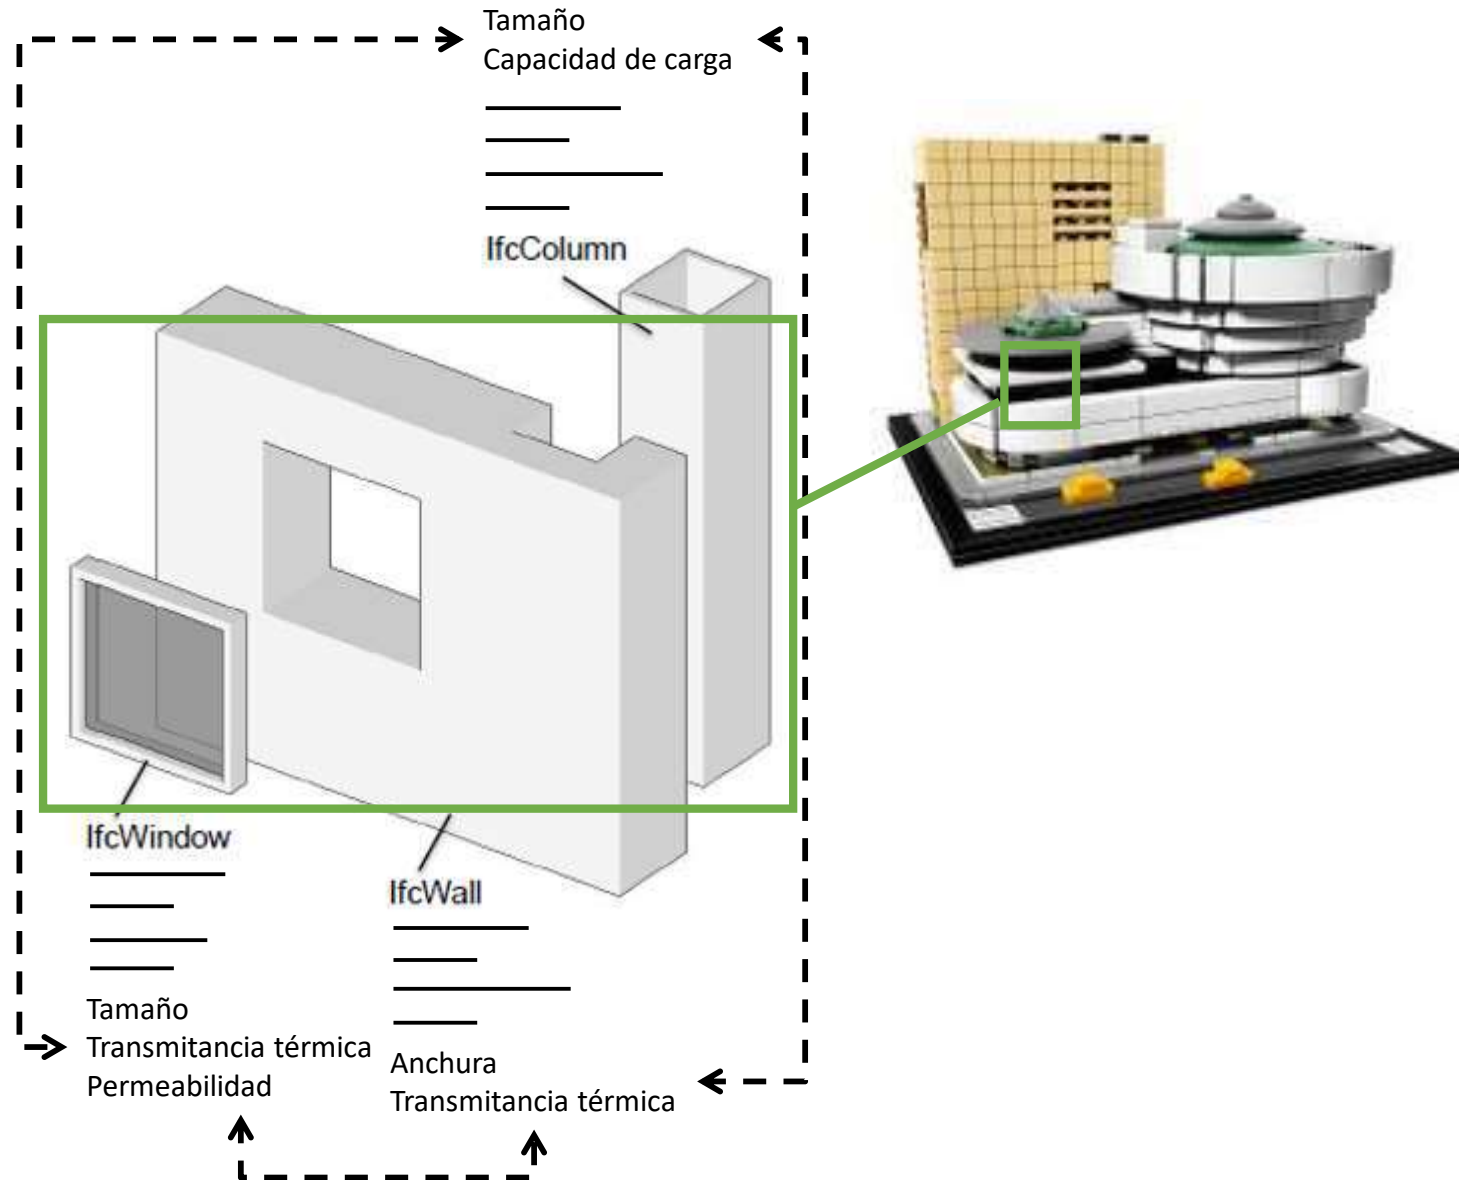 Tamaño
Capacidad de carga
IfcColumn
IfcWindow
IfcWall
Tamaño
Transmitancia térmica
Permeabilidad
Anchura
Transmitancia térmica